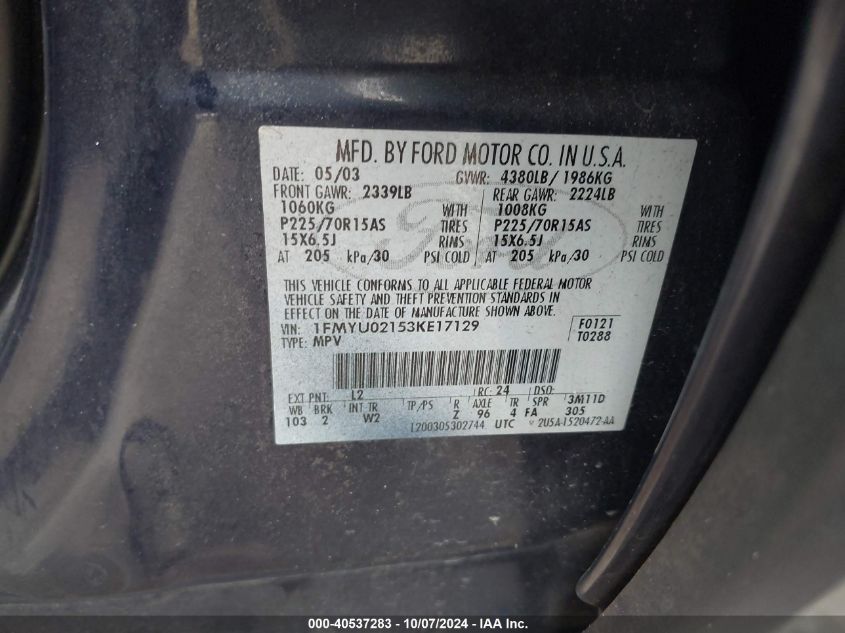 MFD. BY FORD MOTOR CO. IN U.S.A.
DATE: 05/03 GVWR: 4380LB/ 1986KG
FRONT GAWR: 2339LB REAR GAWR: 2224LB
1060KG WITH 1008KG WITH
P225/70R15AS TIRES P225/70R15AS TIRES
15X6.5J RIMS 15X6.5J RIMS
AT 205 kPa/30 PSI COLD AT 205 kPa/30 PSI COLD
THIS VEHICLE CONFORMS TO ALL APPLICABLE FEDERAL MOTOR
VEHICLE SAFETY AND THEFT PREVENTION STANDARDS IN
EFFECT ON THE DATE OF MANUFACTURE SHOWN ABOVE.
VIN: 1FMYU02153KE17129 F0121
TYPE: MPV T0288
EXT PNT: L2 RC: 24 DSO:
WB BRK INT TR TP/PS R AXLE TR SPR 3M11D
103 2 W2 Z 96 4 FA 305
L200305302744 UTC 2U5A-1520472-AA
Ford
000-40537283 - 10/07/2024 - IAA Inc.